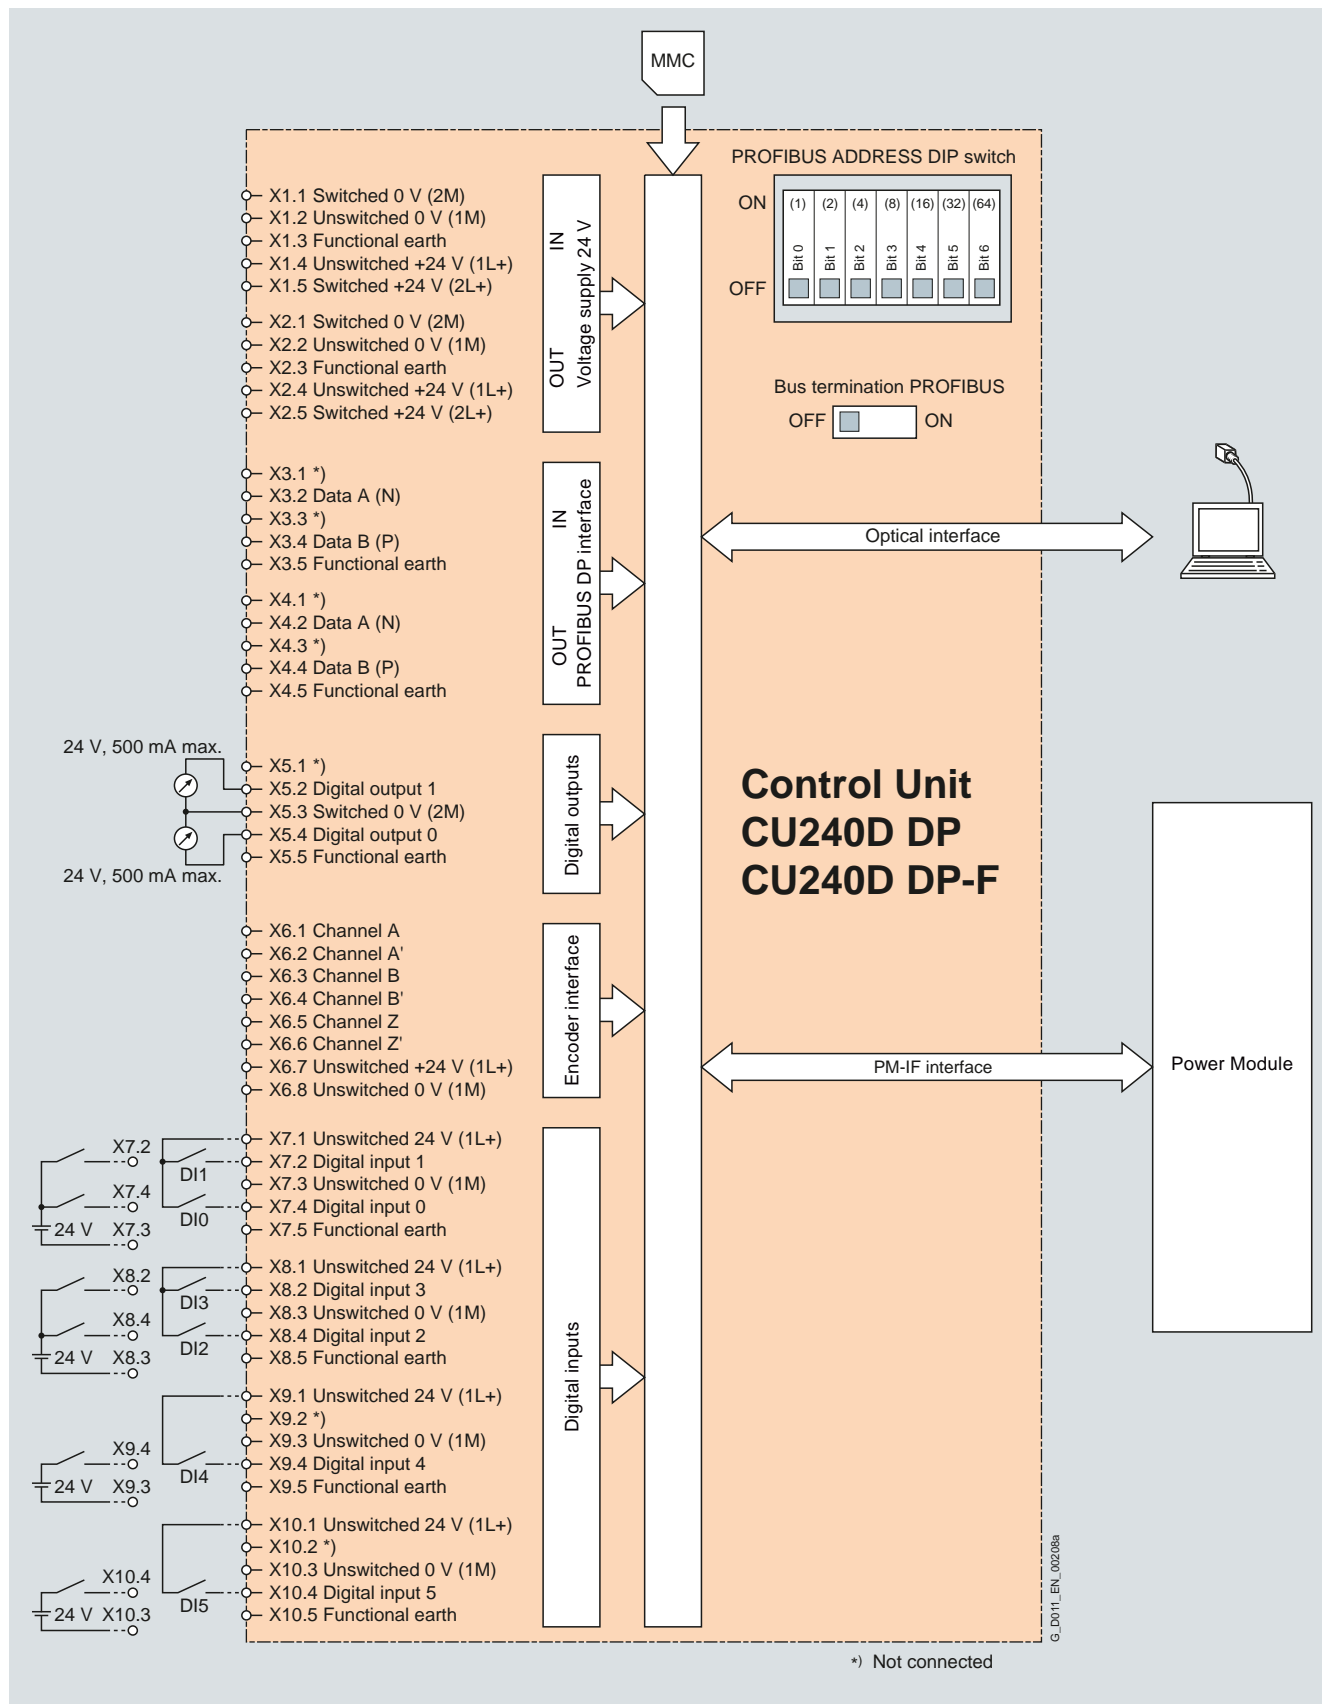 MMC
PROFIBUS ADDRESS DIP switch
ON
(1) (2) (4) (8) (16) (32) (64)
Bit 0 Bit 1 Bit 2 Bit 3 Bit 4 Bit 5 Bit 6
OFF
Bus termination PROFIBUS
OFF ON
X1.1 Switched 0 V (2M)
X1.2 Unswitched 0 V (1M)
X1.3 Functional earth
X1.4 Unswitched +24 V (1L+)
X1.5 Switched +24 V (2L+)
X2.1 Switched 0 V (2M)
X2.2 Unswitched 0 V (1M)
X2.3 Functional earth
X2.4 Unswitched +24 V (1L+)
X2.5 Switched +24 V (2L+)
OUT IN
Voltage supply 24 V
X3.1 *)
X3.2 Data A (N)
X3.3 *)
X3.4 Data B (P)
X3.5 Functional earth
X4.1 *)
X4.2 Data A (N)
X4.3 *)
X4.4 Data B (P)
X4.5 Functional earth
OUT IN
PROFIBUS DP interface
Optical interface
24 V, 500 mA max.
X5.1 *)
X5.2 Digital output 1
X5.3 Switched 0 V (2M)
X5.4 Digital output 0
X5.5 Functional earth
24 V, 500 mA max.
Digital outputs
Control Unit
CU240D DP
CU240D DP-F
X6.1 Channel A
X6.2 Channel A'
X6.3 Channel B
X6.4 Channel B'
X6.5 Channel Z
X6.6 Channel Z'
X6.7 Unswitched +24 V (1L+)
X6.8 Unswitched 0 V (1M)
Encoder interface
PM-IF interface
Power Module
X7.2
X7.4
24 V X7.3
DI1
DI0
X7.1 Unswitched 24 V (1L+)
X7.2 Digital input 1
X7.3 Unswitched 0 V (1M)
X7.4 Digital input 0
X7.5 Functional earth
X8.2
X8.4
24 V X8.3
DI3
DI2
X8.1 Unswitched 24 V (1L+)
X8.2 Digital input 3
X8.3 Unswitched 0 V (1M)
X8.4 Digital input 2
X8.5 Functional earth
Digital inputs
X9.4
24 V X9.3
DI4
X9.1 Unswitched 24 V (1L+)
X9.2 *)
X9.3 Unswitched 0 V (1M)
X9.4 Digital input 4
X9.5 Functional earth
X10.4
24 V X10.3
DI5
X10.1 Unswitched 24 V (1L+)
X10.2 *)
X10.3 Unswitched 0 V (1M)
X10.4 Digital input 5
X10.5 Functional earth
G_D011_EN_00208a
*) Not connected